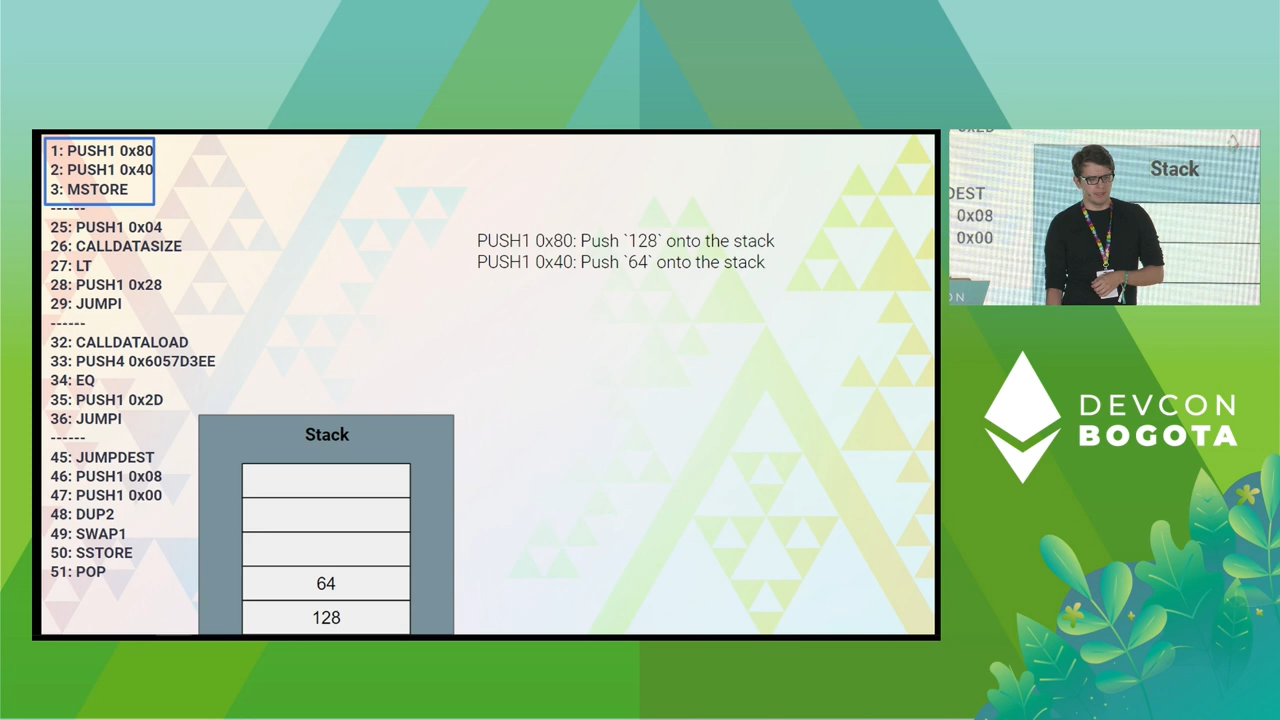 1: PUSH1 0x80
2: PUSH1 0x40
3: MSTORE
------
25: PUSH1 0x04
26: CALLDATASIZE
27: LT
28: PUSH1 0x28
29: JUMPI
------
32: CALLDATALOAD
33: PUSH4 0x6057D3EE
34: EQ
35: PUSH1 0x2D
36: JUMPI
------
45: JUMPDEST
46: PUSH1 0x08
47: PUSH1 0x00
48: DUP2
49: SWAP1
50: SSTORE
51: POP
Stack
64
128
PUSH1 0x80: Push `128` onto the stack
PUSH1 0x40: Push `64` onto the stack
Stack
DEST
0x08
0x00
ON
DEVCON
BOGOTA